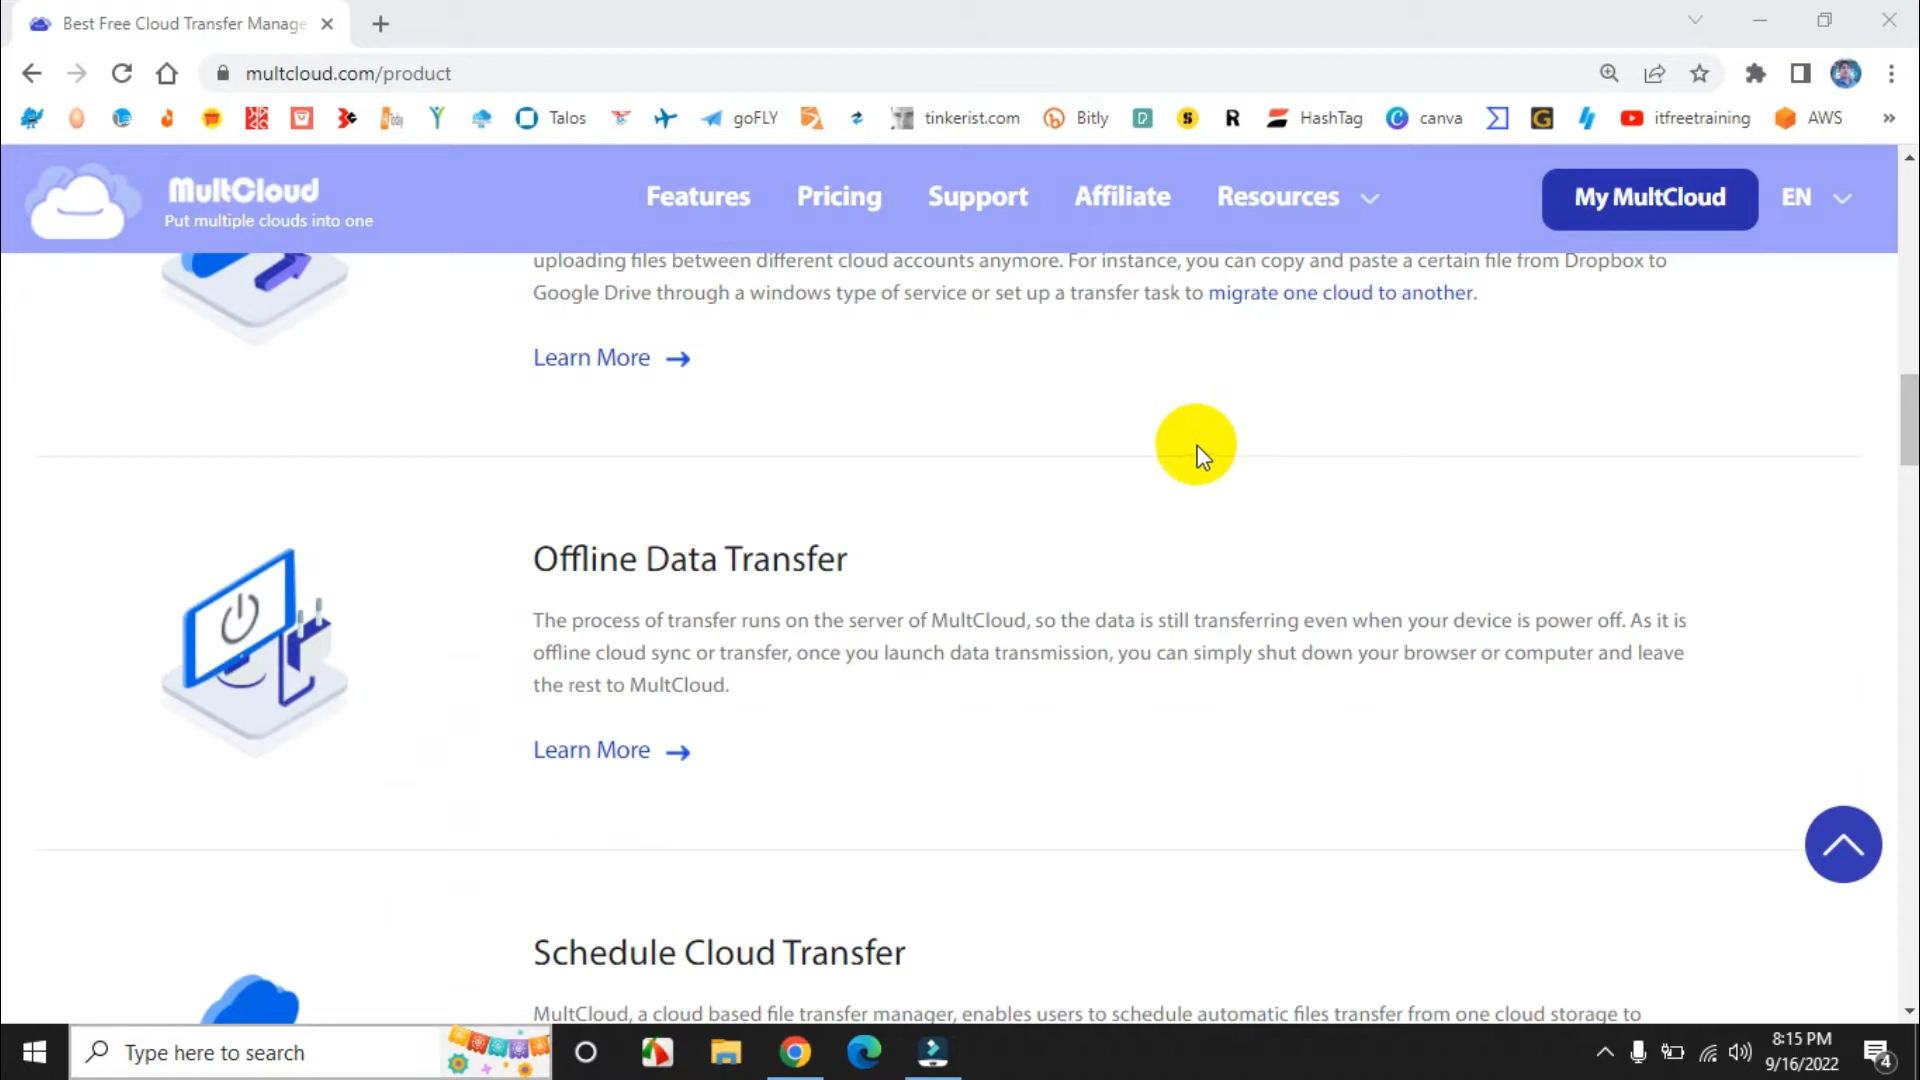 Best Free Cloud Transfer Manage
multcloud.com/product
Talos
goFLY
tinkerist.com
Bitly
HashTag
canva
itfreetraining
AWS
MultCloud
Put multiple clouds into one
Features
Pricing
Support
Affiliate
Resources
My MultCloud
EN
uploading files between different cloud accounts anymore. For instance, you can copy and paste a certain file from Dropbox to
Google Drive through a windows type of service or set up a transfer task to migrate one cloud to another.
Learn More
Offline Data Transfer
The process of transfer runs on the server of MultCloud, so the data is still transferring even when your device is power off. As it is
offline cloud sync or transfer, once you launch data transmission, you can simply shut down your browser or computer and leave
the rest to MultCloud.
Learn More
Schedule Cloud Transfer
MultCloud, a cloud based file transfer manager, enables users to schedule automatic files transfer from one cloud storage to
Type here to search
8:15 PM
9/16/2022
4